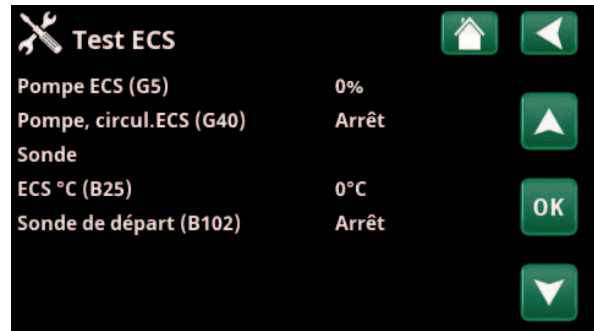 Test ECS
Pompe ECS (G5) 0%
Pompe, circul.ECS (G40) Arrêt
Sonde
ECS °C (B25) 0°C
Sonde de départ (B102) Arrêt
OK